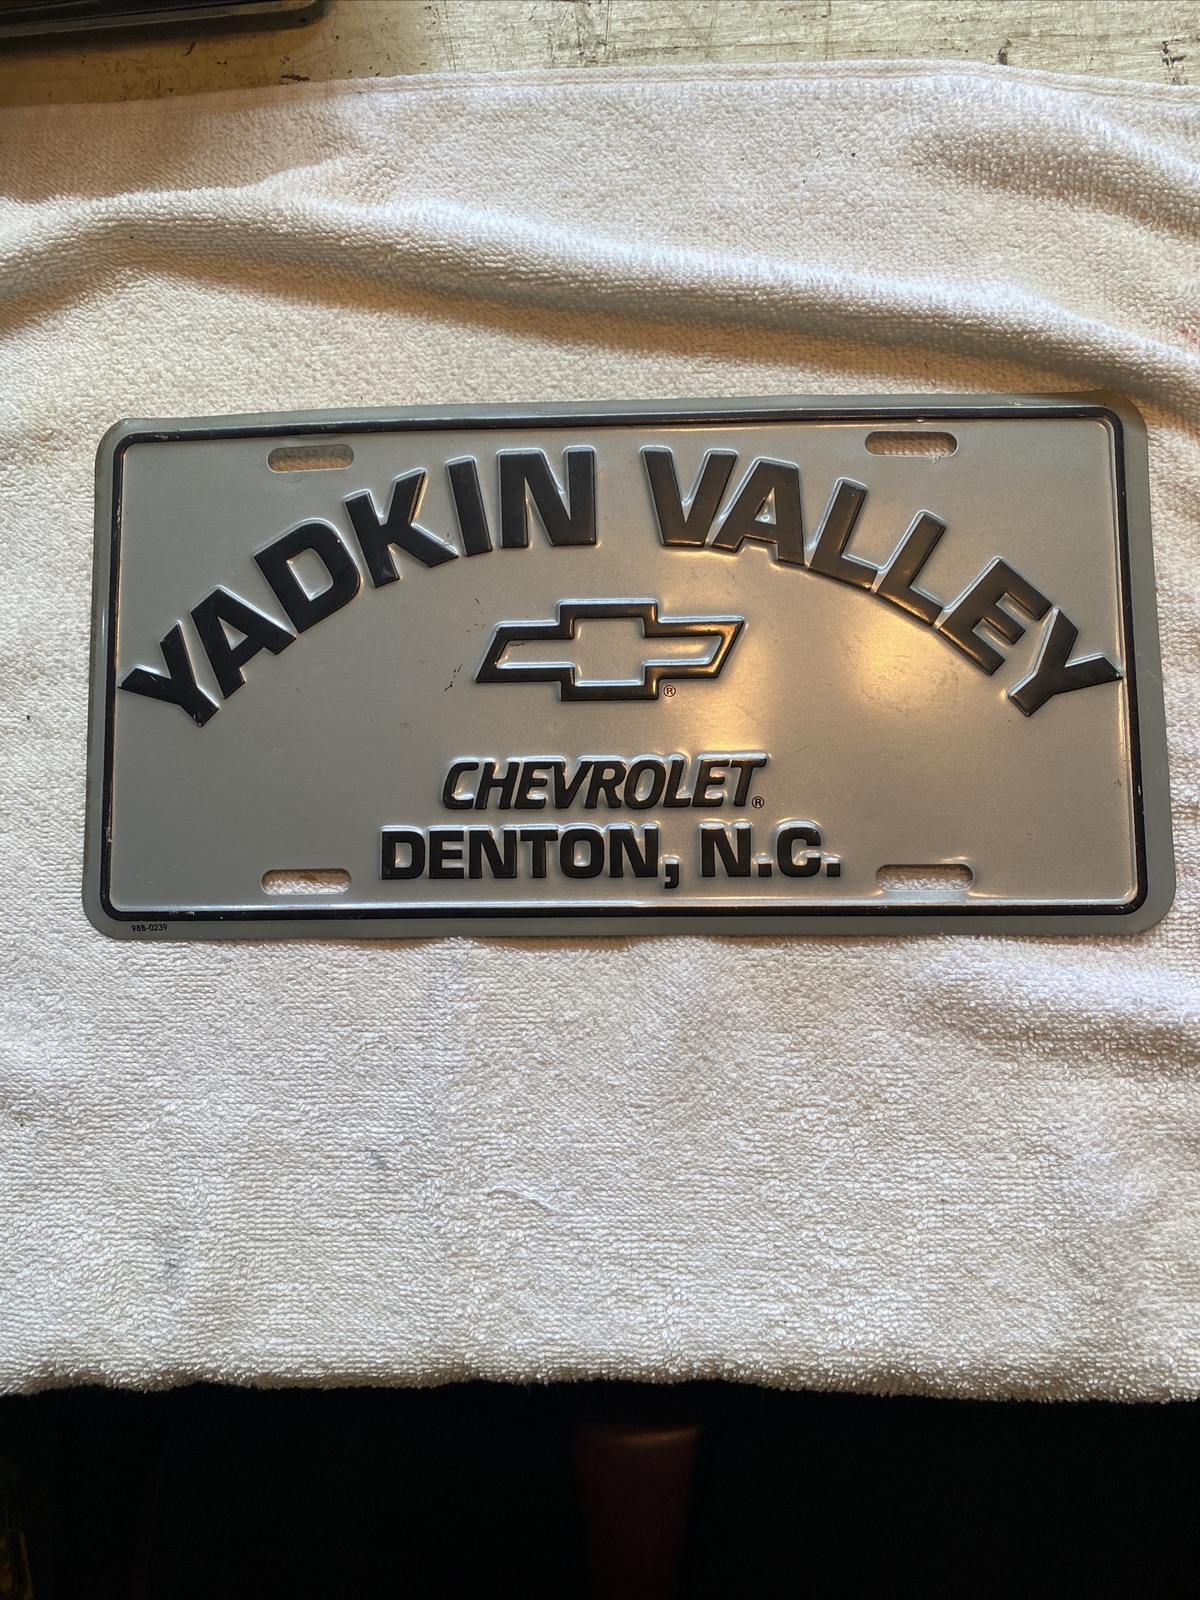 YADKIN VALLEY
®
CHEVROLET®
DENTON, N.C.
988-0239